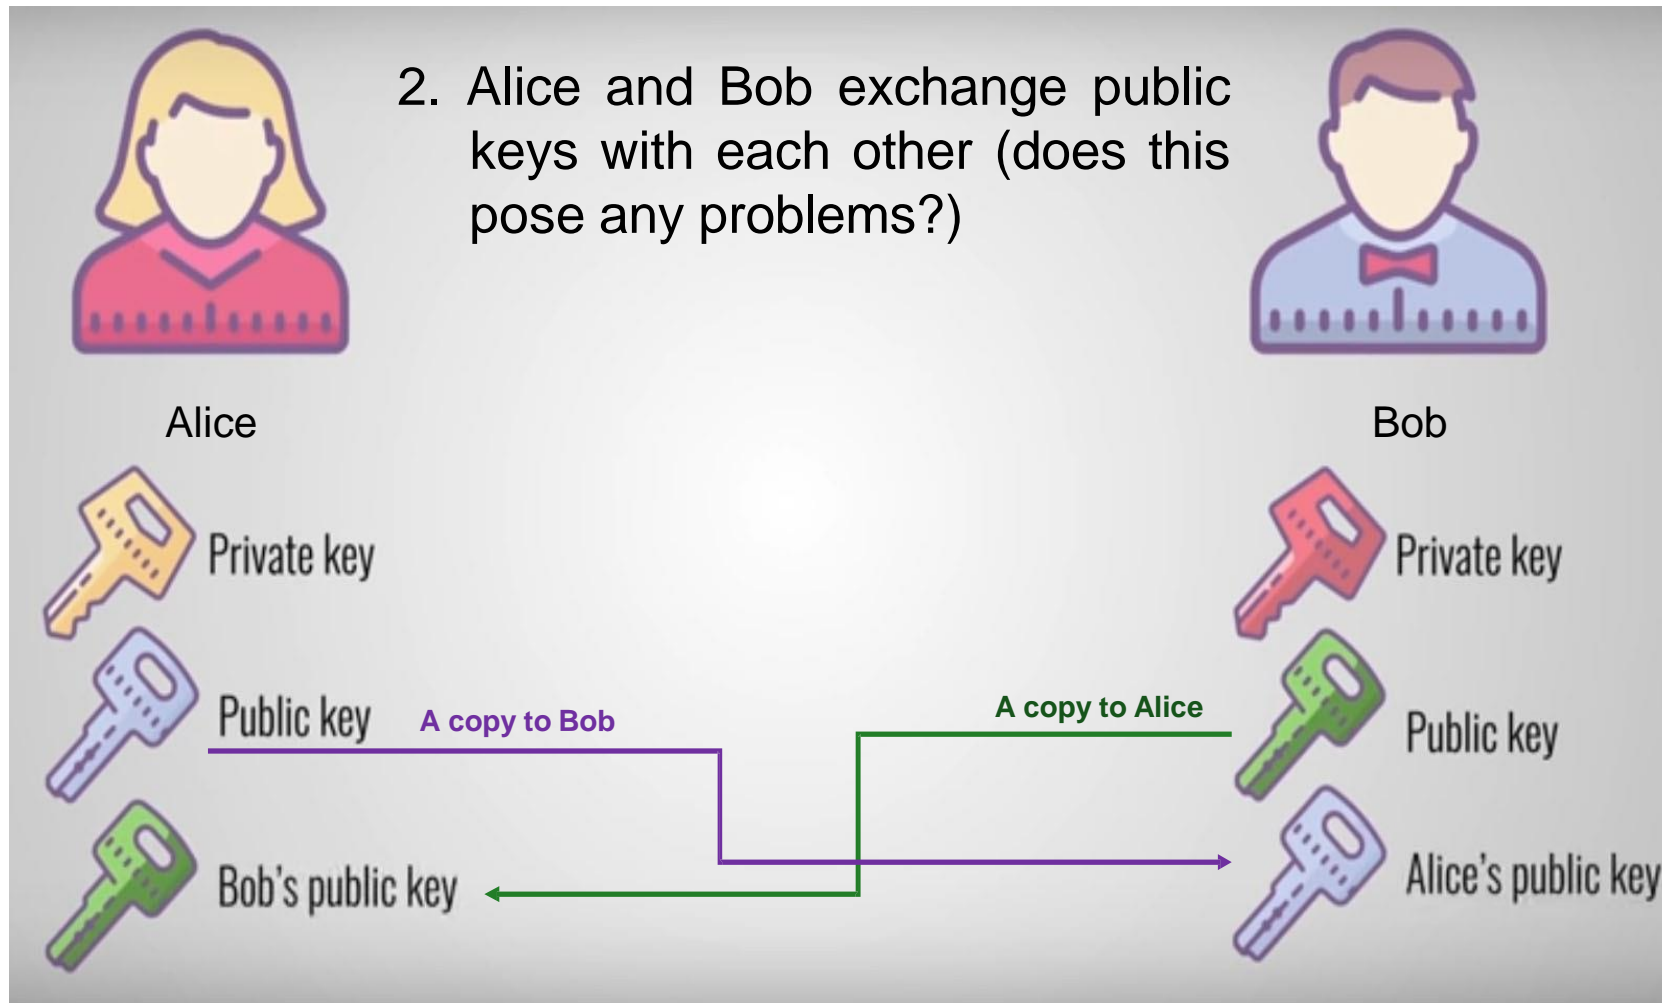 2. Alice and Bob exchange public
keys with each other (does this
pose any problems?)
Alice
Bob
Private key
Private key
Public key
A copy to Bob
A copy to Alice
Public key
Bob's public key
Alice's public key